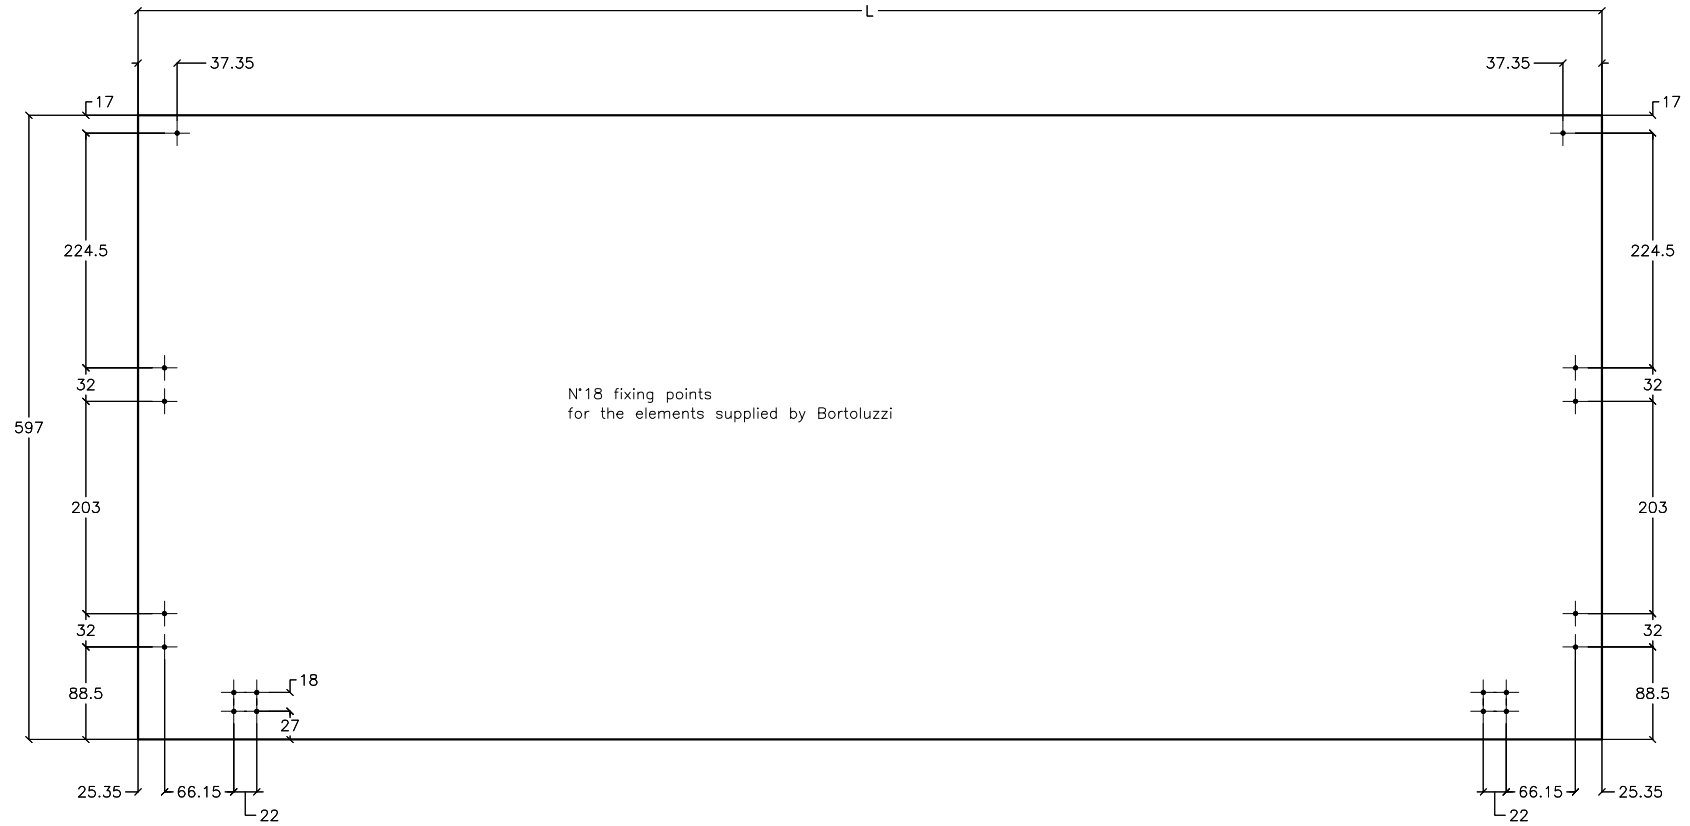 L
37.35 37.35
17 17
224.5 224.5
32 32
N°18 fixing points
for the elements supplied by Bortoluzzi
597
203 203
32 32
18
88.5 88.5
27
25.35 66.15 66.15 25.35
22 22